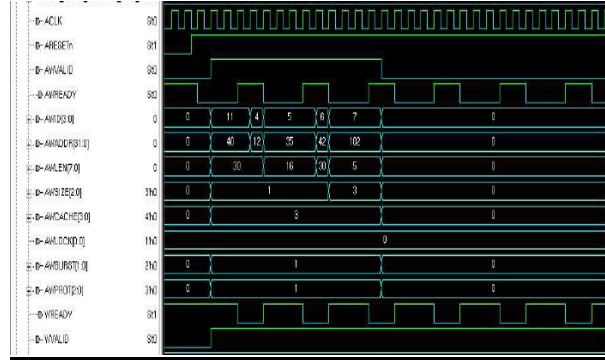 ACLK St0
ARESETn St1
AWVALID St0
AWREADY St0
AWID[3:0] 0 0 11 4 5 6 7 0
AWADDR[31:0] 0 0 40 12 35 42 102 0
AWLEN[7:0] 0 0 30 16 30 5 0
AWSIZE[2:0] 3'h0 0 1 3 0
AWCACHE[3:0] 4'h0 0 3 0
AWLOCK[0:0] 1'h0 0
AWBURST[1:0] 2'h0 0 1 0
AWPROT[2:0] 3'h0 0 1 0
WREADY St1
WVALID St0